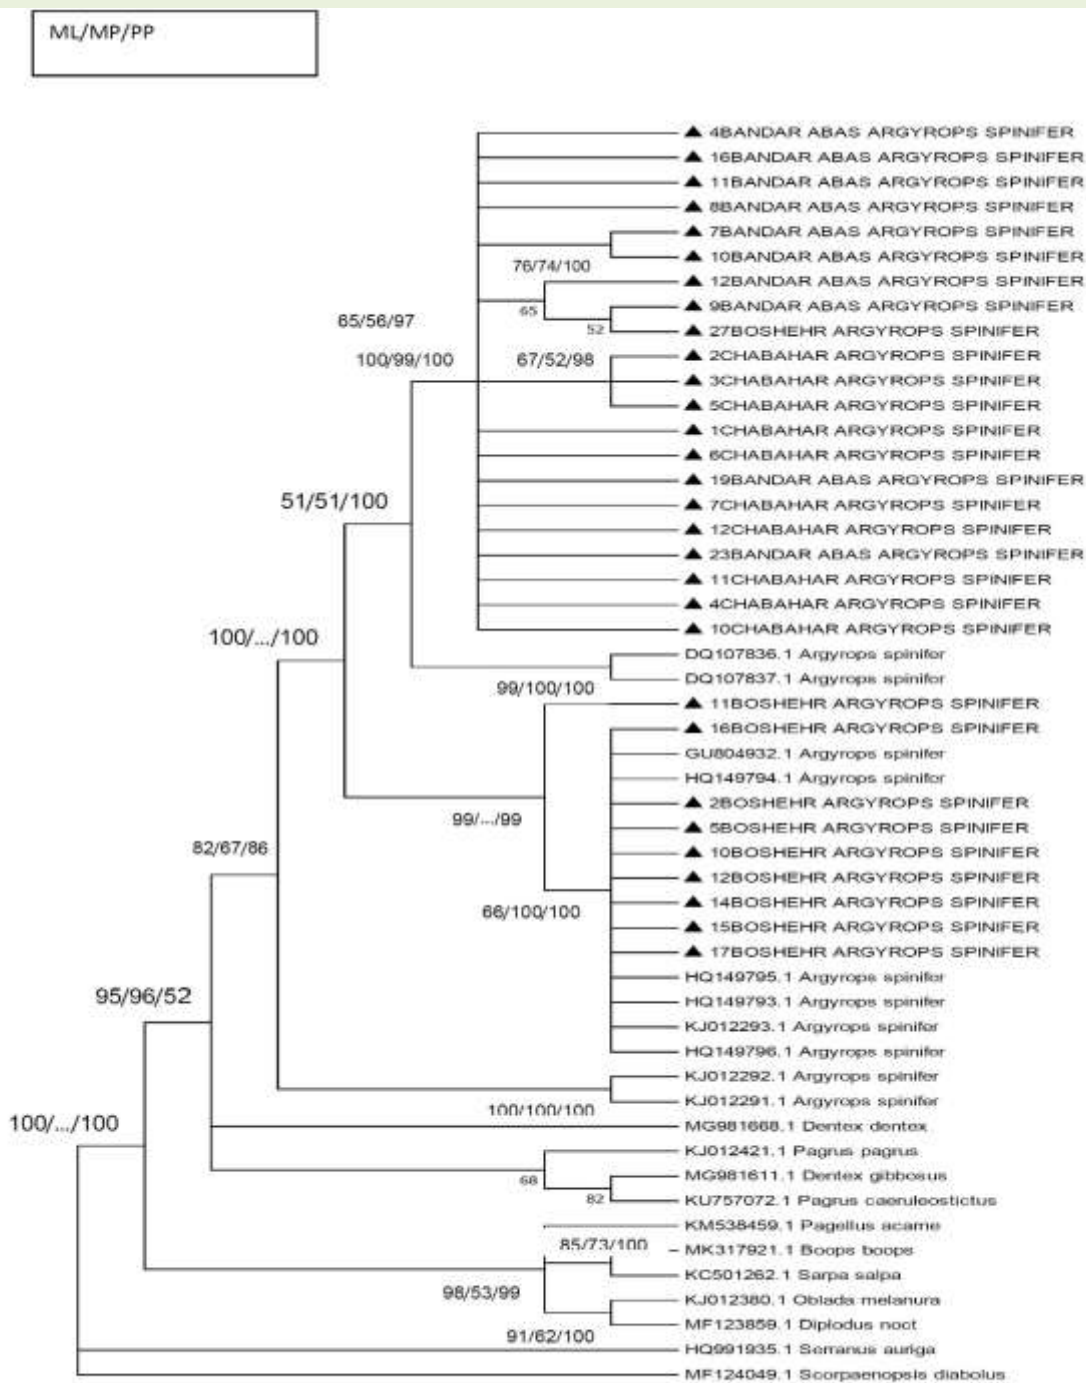 ML/MP/PP
▲ 4BANDAR ABAS ARGYROPS SPINIFER
▲ 16BANDAR ABAS ARGYROPS SPINIFER
▲ 11BANDAR ABAS ARGYROPS SPINIFER
▲ 8BANDAR ABAS ARGYROPS SPINIFER
▲ 7BANDAR ABAS ARGYROPS SPINIFER
▲ 10BANDAR ABAS ARGYROPS SPINIFER
76/74/100
▲ 12BANDAR ABAS ARGYROPS SPINIFER
▲ 9BANDAR ABAS ARGYROPS SPINIFER
65
65/56/97
52
▲ 27BOSHEHR ARGYROPS SPINIFER
100/99/100
67/52/98
▲ 2CHABAHAR ARGYROPS SPINIFER
▲ 3CHABAHAR ARGYROPS SPINIFER
▲ 5CHABAHAR ARGYROPS SPINIFER
▲ 1CHABAHAR ARGYROPS SPINIFER
▲ 6CHABAHAR ARGYROPS SPINIFER
▲ 19BANDAR ABAS ARGYROPS SPINIFER
51/51/100
▲ 7CHABAHAR ARGYROPS SPINIFER
▲ 12CHABAHAR ARGYROPS SPINIFER
▲ 23BANDAR ABAS ARGYROPS SPINIFER
▲ 11CHABAHAR ARGYROPS SPINIFER
▲ 4CHABAHAR ARGYROPS SPINIFER
▲ 10CHABAHAR ARGYROPS SPINIFER
100/.../100
DQ107836.1 Argyrops spinifer
DQ107837.1 Argyrops spinifer
99/100/100
▲ 11BOSHEHR ARGYROPS SPINIFER
▲ 16BOSHEHR ARGYROPS SPINIFER
GU804932.1 Argyrops spinifer
HQ149794.1 Argyrops spinifer
▲ 2BOSHEHR ARGYROPS SPINIFER
99/.../99
▲ 5BOSHEHR ARGYROPS SPINIFER
82/67/86
▲ 10BOSHEHR ARGYROPS SPINIFER
▲ 12BOSHEHR ARGYROPS SPINIFER
▲ 14BOSHEHR ARGYROPS SPINIFER
66/100/100
▲ 15BOSHEHR ARGYROPS SPINIFER
▲ 17BOSHEHR ARGYROPS SPINIFER
HQ149795.1 Argyrops spinifer
95/96/52
HQ149793.1 Argyrops spinifer
KJ012293.1 Argyrops spinifer
HQ149796.1 Argyrops spinifer
KJ012292.1 Argyrops spinifer
KJ012291.1 Argyrops spinifer
100/100/100
100/.../100
MG981668.1 Dentex dentex
KJ012421.1 Pagrus pagrus
68
MG981611.1 Dentex gibbosus
82
KU757072.1 Pagrus caeruleostictus
KM538459.1 Pagellus acarne
85/73/100
MK317921.1 Boops boops
KC501262.1 Sarpa salpa
98/53/99
KJ012380.1 Oblada melanura
MF123859.1 Diplodus noct
91/62/100
HQ991935.1 Serranus auriga
MF124049.1 Scorpaenopsis diabolus